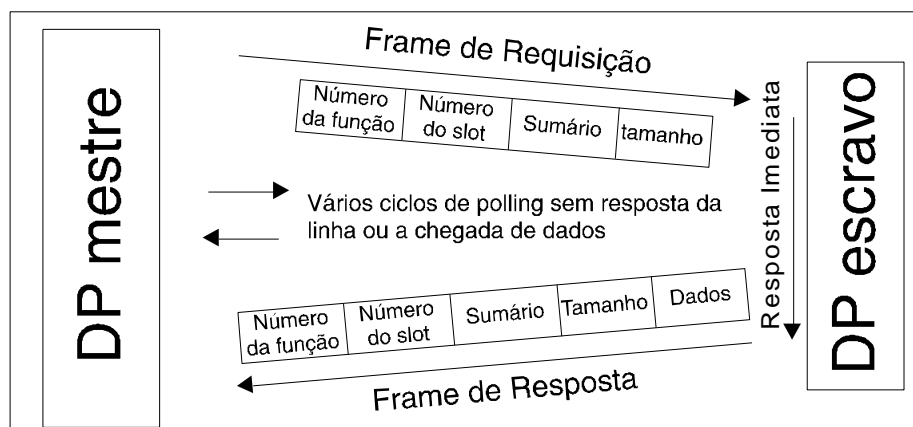 DP mestre
Frame de Requisição
Número
da função
Número
do slot
Sumário
tamanho
Resposta Imediata
DP escravo
Vários ciclos de polling sem resposta da
linha ou a chegada de dados
Número
da função
Número
do slot
Sumário
Tamanho
Dados
Frame de Resposta